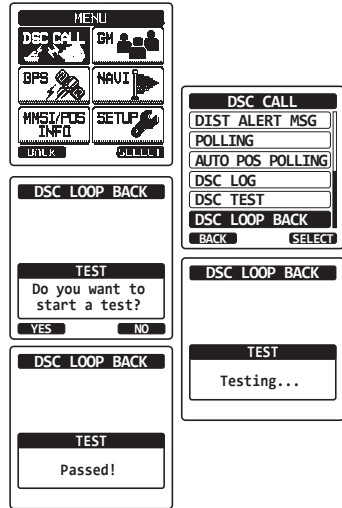 MENU
DSC CALL
GM
GPS
NAVI
MMSI/POS
INFO
SETUP
BACK
SELECT
DSC CALL
DIST ALERT MSG
POLLING
AUTO POS POLLING
DSC LOG
DSC TEST
DSC LOOP BACK
BACK
SELECT
DSC LOOP BACK
TEST
Do you want to
start a test?
YES
NO
DSC LOOP BACK
TEST
Testing...
DSC LOOP BACK
TEST
Passed!